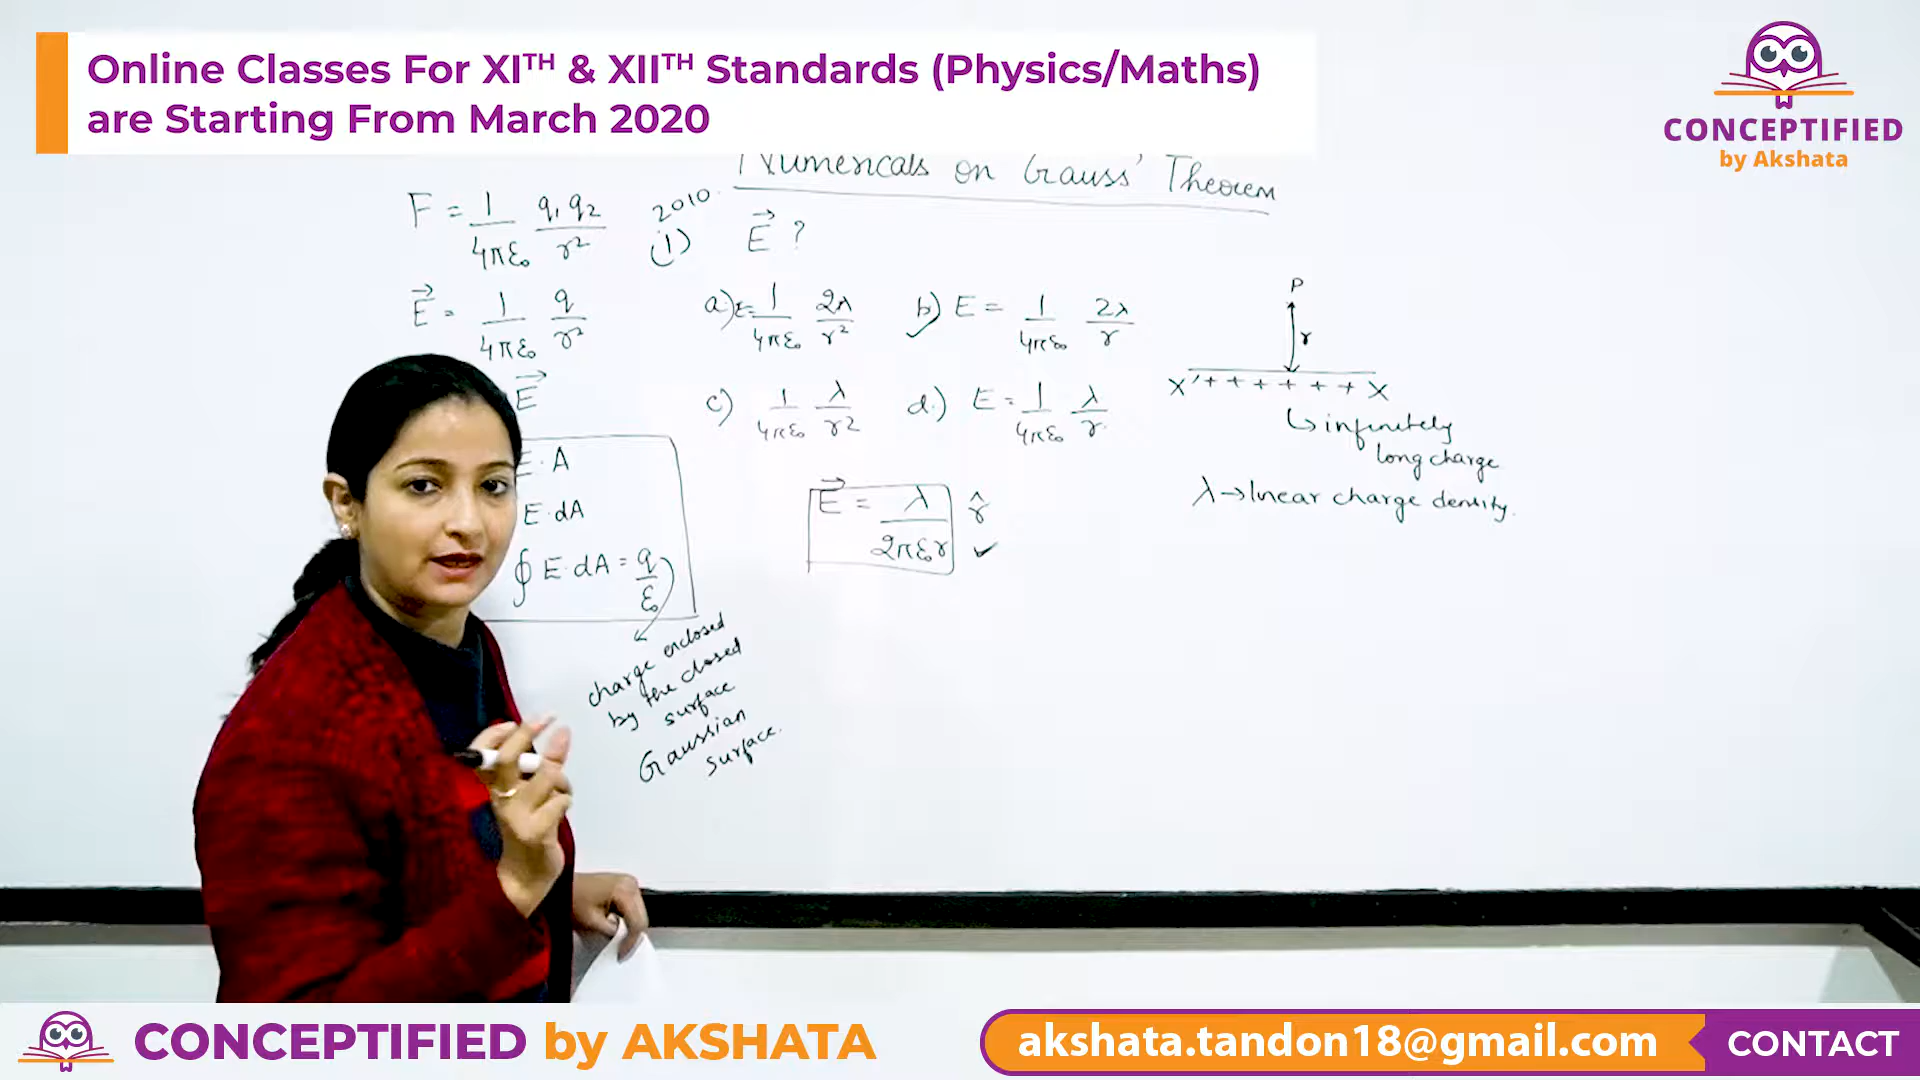 Online Classes For XIᵀᴴ & XIIᵀᴴ Standards (Physics/Maths)
are Starting From March 2020
CONCEPTIFIED
by Akshata
Numericals on Gauss' Theorem
F = 1/4πε₀ q₁q₂/r²
2010.
(1) E⃗ ?
E⃗ = 1/4πε₀ q/r²
a) E = 1/4πε₀ 2λ/r² b) E = 1/4πε₀ 2λ/r ✓
c) 1/4πε₀ λ/r² d.) E = 1/4πε₀ λ/r
P
r
X' + + + + + + X
↳ infinitely
long charge
λ → linear charge density.
E⃗
E·A
E·dA
∮ E·dA = q/ε₀
E⃗ = λ/2πε₀r r̂ ✓
charge enclosed
by the closed
surface
Gaussian
surface.
CONCEPTIFIED by AKSHATA
akshata.tandon18@gmail.com
CONTACT